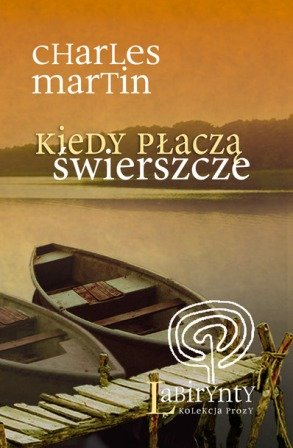 CHARLES
MARTIN
KIEDY PŁACZĄ
ŚWIERSZCZE
LABIRYNTY
KOLEKCJA PROZY